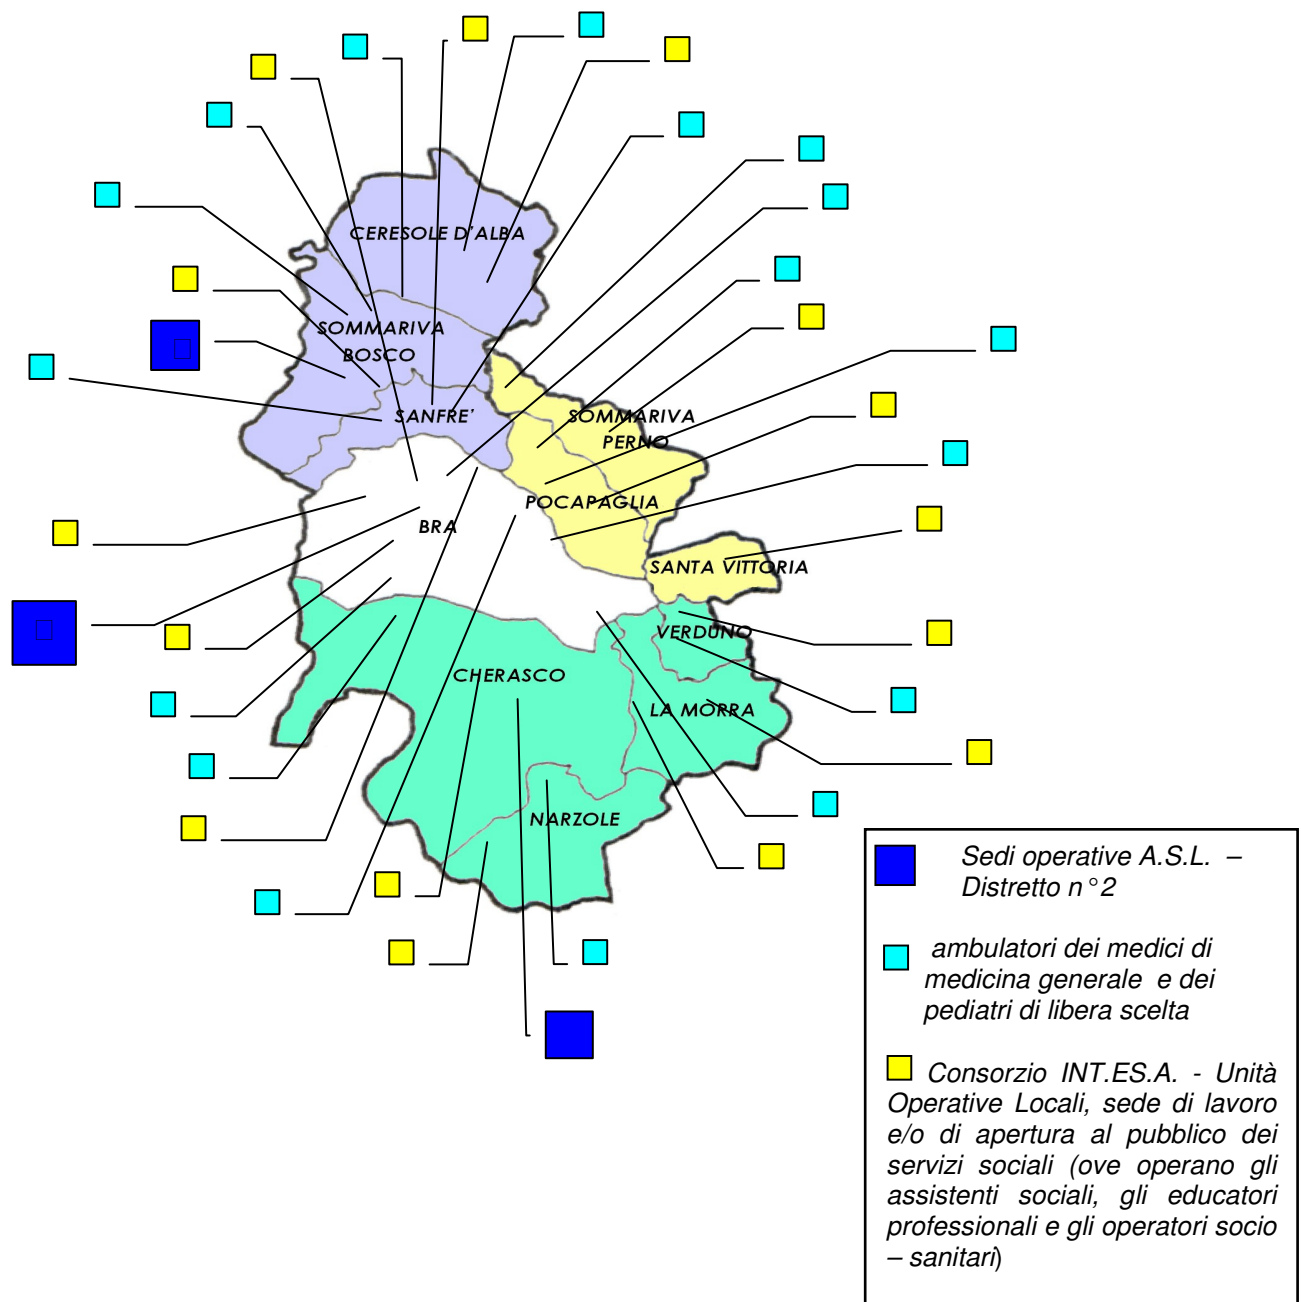 CERESOLE D'ALBA
SOMMARIVA
BOSCO
SANFRE'
SOMMARIVA
PERNO
POCAPAGLIA
BRA
SANTA VITTORIA
VERDUNO
CHERASCO
LA MORRA
NARZOLE
Sedi operative A.S.L. –
Distretto n°2
ambulatori dei medici di
medicina generale e dei
pediatri di libera scelta
Consorzio INT.ES.A. - Unità
Operative Locali, sede di lavoro
e/o di apertura al pubblico dei
servizi sociali (ove operano gli
assistenti sociali, gli educatori
professionali e gli operatori socio
– sanitari)